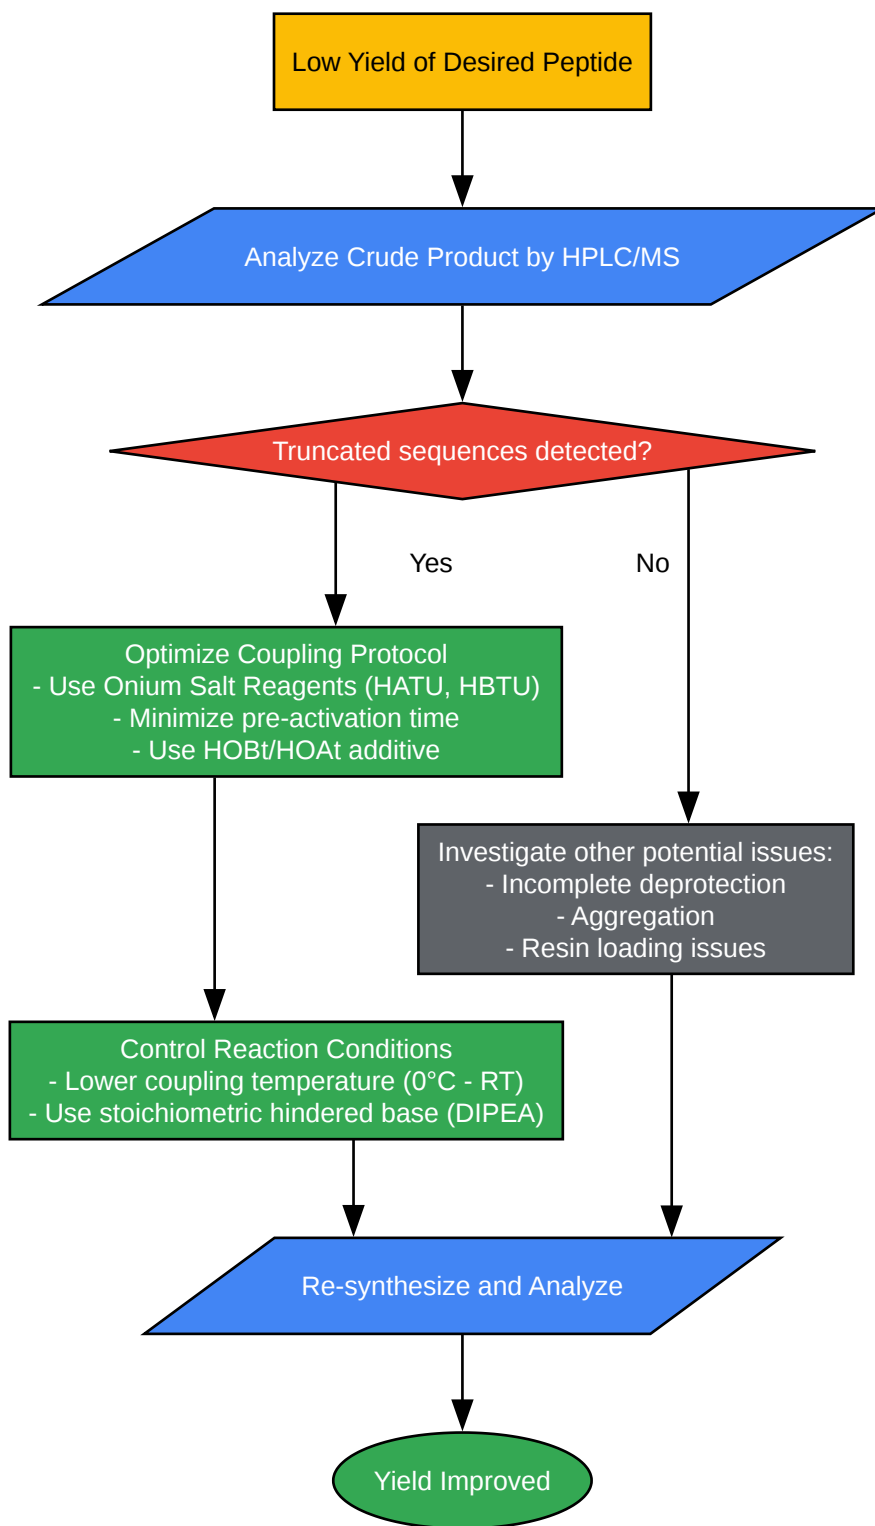 Low Yield of Desired Peptide
Analyze Crude Product by HPLC/MS
Truncated sequences detected?
Yes
No
Optimize Coupling Protocol
- Use Onium Salt Reagents (HATU, HBTU)
- Minimize pre-activation time
- Use HOBt/HOAt additive
Investigate other potential issues:
- Incomplete deprotection
- Aggregation
- Resin loading issues
Control Reaction Conditions
- Lower coupling temperature (0°C - RT)
- Use stoichiometric hindered base (DIPEA)
Re-synthesize and Analyze
Yield Improved